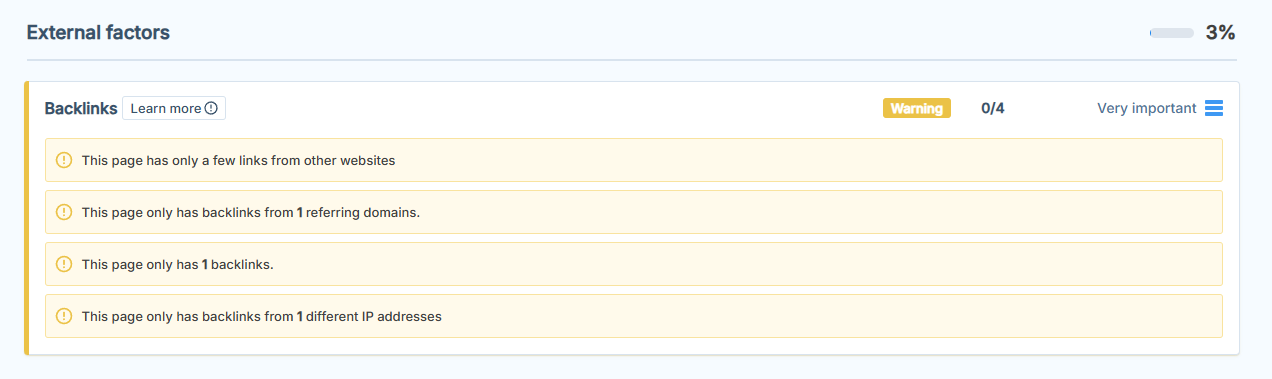 External factors
3%
Backlinks Learn more
Warning 0/4 Very important
This page has only a few links from other websites
This page only has backlinks from 1 referring domains.
This page only has 1 backlinks.
This page only has backlinks from 1 different IP addresses